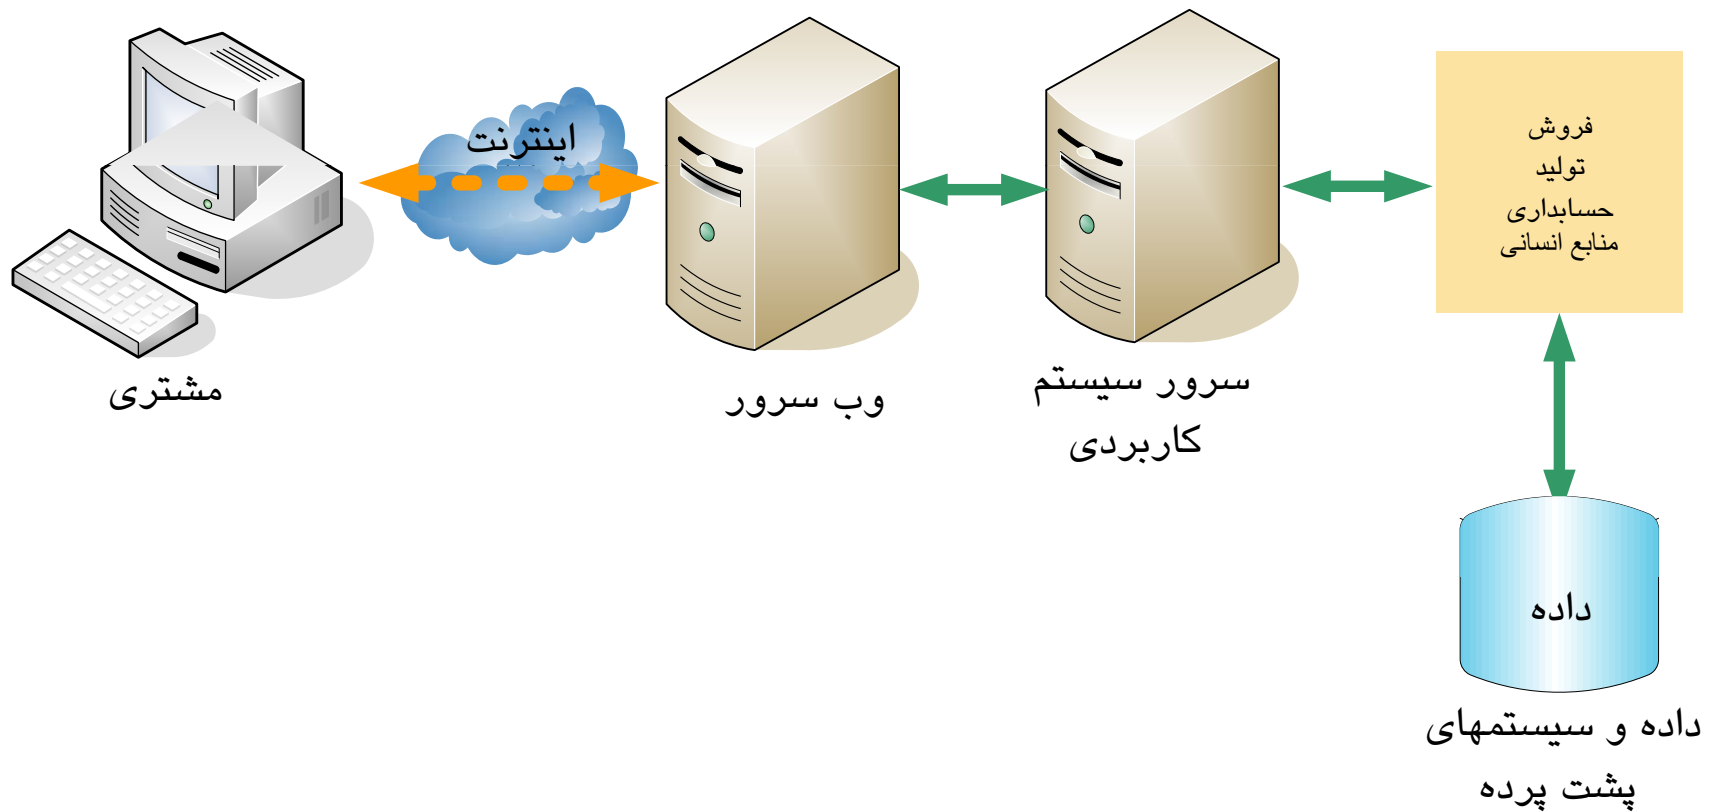 اینترنت
مشتری
وب سرور
سرور سیستم
کاربردی
فروش
تولید
حسابداری
منابع انسانی
داده
داده و سیستمهای
پشت پرده